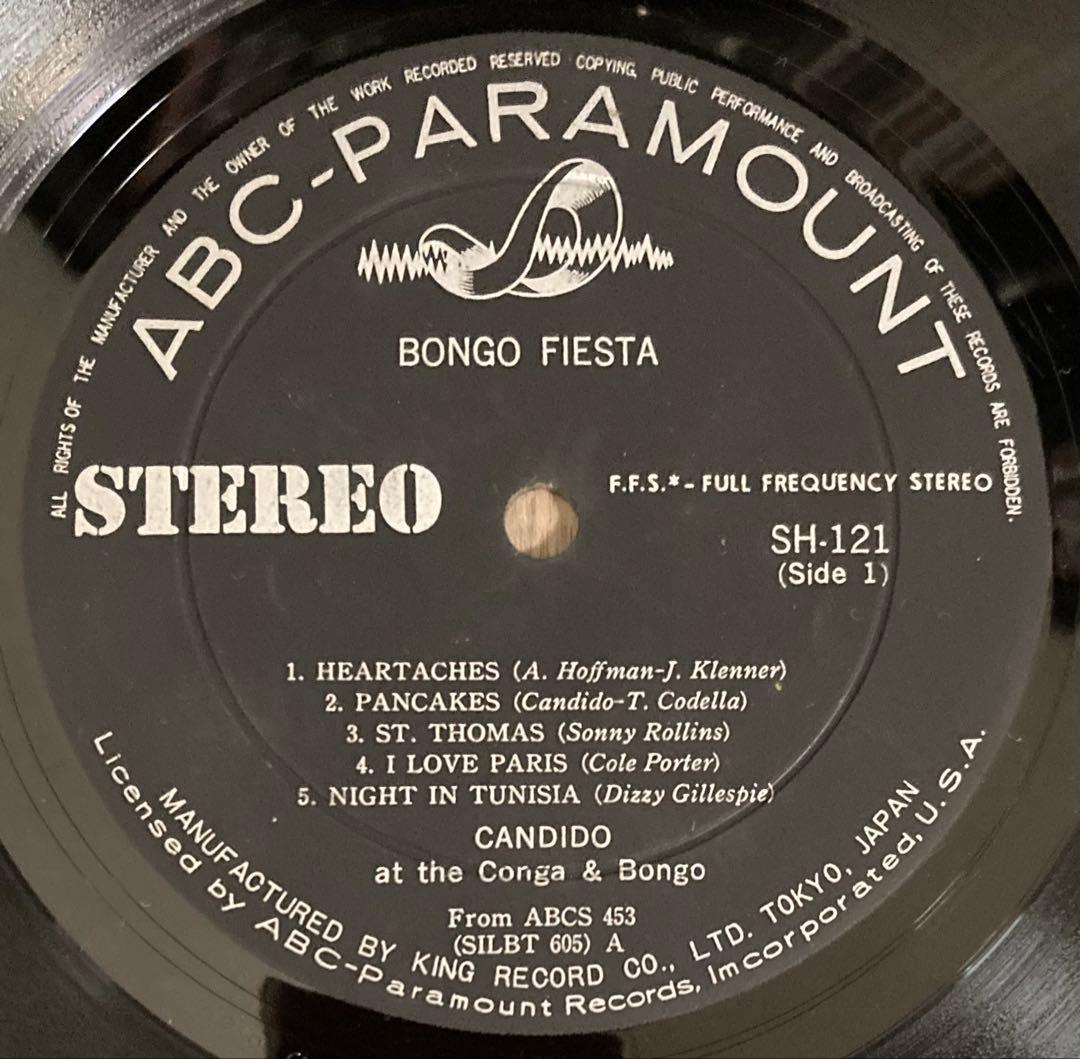 ALL RIGHTS OF THE MANUFACTURER AND THE OWNER OF THE WORK RECORDED RESERVED COPYING, PUBLIC PERFORMANCE AND BROADCASTING OF THESE RECORDS ARE FORBIDDEN.
ABC-PARAMOUNT
BONGO FIESTA
STEREO
F.F.S.*-FULL FREQUENCY STEREO
SH-121
(Side 1)
1. HEARTACHES (A. Hoffman-J. Klenner)
2. PANCAKES (Candido-T. Codella)
3. ST. THOMAS (Sonny Rollins)
4. I LOVE PARIS (Cole Porter)
5. NIGHT IN TUNISIA (Dizzy Gillespie)
CANDIDO
at the Conga & Bongo
From ABCS 453
(SILBT 605) A
MANUFACTURED BY KING RECORD CO., LTD. TOKYO, JAPAN
Licensed by ABC-Paramount Records, Imcorporated, U.S.A.